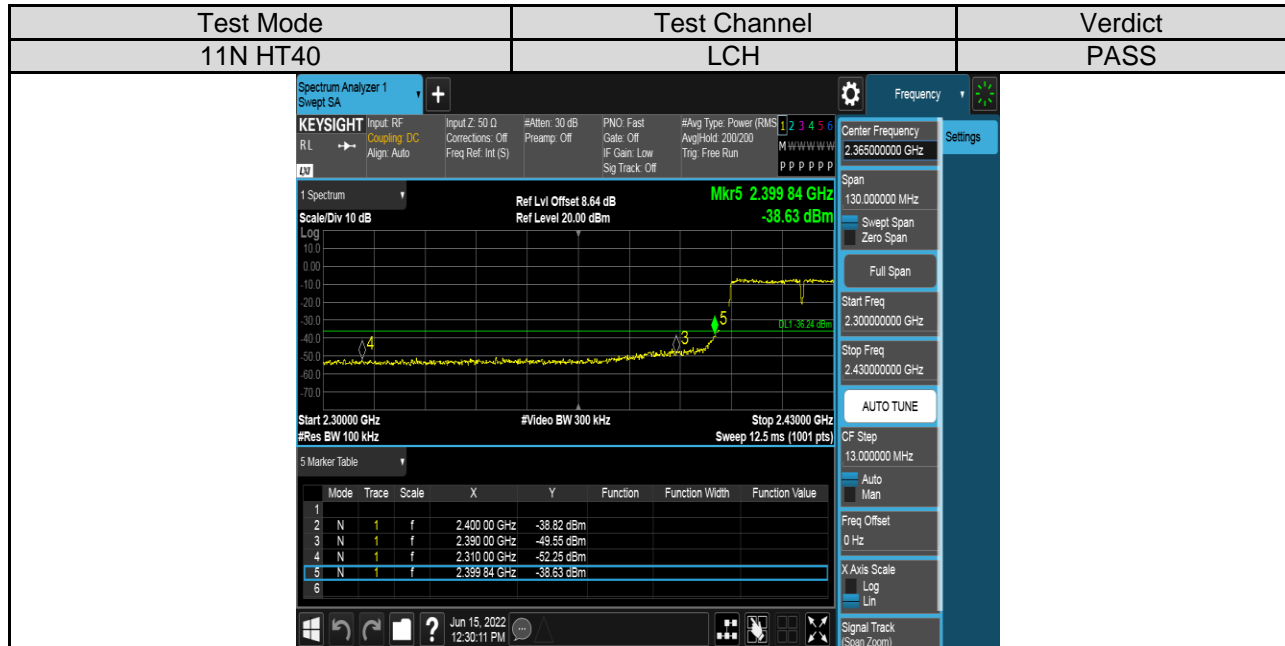 Test Mode Test Channel Verdict
11N HT40 LCH PASS
Spectrum Analyzer 1
Swept SA
+
Frequency
KEYSIGHT Input: RF Input Z: 50 Ω #Atten: 30 dB PNO: Fast #Avg Type: Power (RMS 1 2 3 4 5 6
RL Coupling: DC Corrections: Off Preamp: Off Gate: Off Avg|Hold: 200/200 M W W W W W
Align: Auto Freq Ref: Int (S) IF Gain: Low Trig: Free Run
LXI Sig Track: Off P P P P P P
1 Spectrum Ref Lvl Offset 8.64 dB Mkr5 2.399 84 GHz
Scale/Div 10 dB Ref Level 20.00 dBm -38.63 dBm
Log
10.0
0.00
-10.0
-20.0
-30.0 5 DL1 -36.24 dBm
-40.0 4 3
-50.0
-60.0
-70.0
Start 2.30000 GHz #Video BW 300 kHz Stop 2.43000 GHz
#Res BW 100 kHz Sweep 12.5 ms (1001 pts)
5 Marker Table
Mode Trace Scale X Y Function Function Width Function Value
1
2 N 1 f 2.400 00 GHz -38.82 dBm
3 N 1 f 2.390 00 GHz -49.55 dBm
4 N 1 f 2.310 00 GHz -52.25 dBm
5 N 1 f 2.399 84 GHz -38.63 dBm
6
? Jun 15, 2022
12:30:11 PM
Center Frequency
2.365000000 GHz
Settings
Span
130.000000 MHz
Swept Span
Zero Span
Full Span
Start Freq
2.300000000 GHz
Stop Freq
2.430000000 GHz
AUTO TUNE
CF Step
13.000000 MHz
Auto
Man
Freq Offset
0 Hz
X Axis Scale
Log
Lin
Signal Track
(Span Zoom)